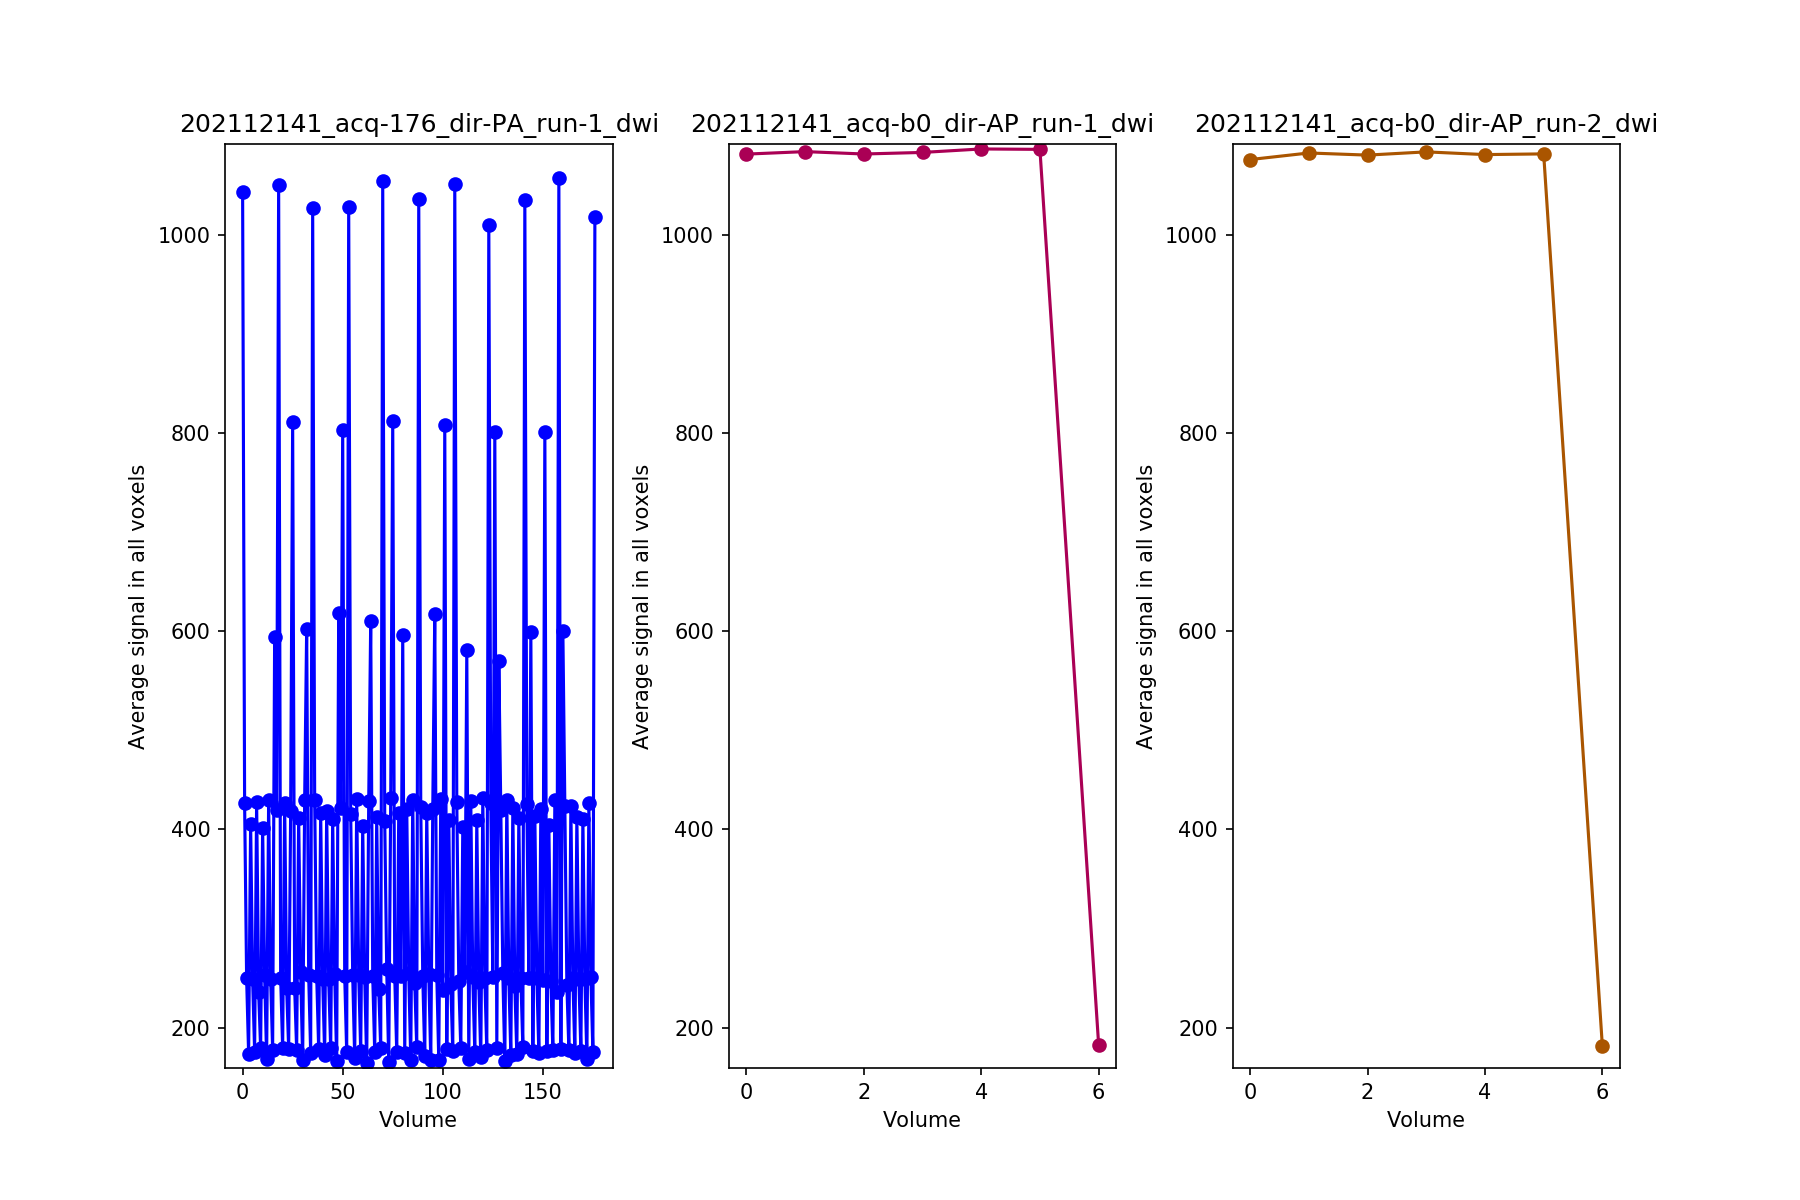 202112141_acq-176_dir-PA_run-1_dwi
Average signal in all voxels
1000
800
600
400
200
0 50 100 150
Volume
202112141_acq-b0_dir-AP_run-1_dwi
Average signal in all voxels
1000
800
600
400
200
0 2 4 6
Volume
202112141_acq-b0_dir-AP_run-2_dwi
Average signal in all voxels
1000
800
600
400
200
0 2 4 6
Volume